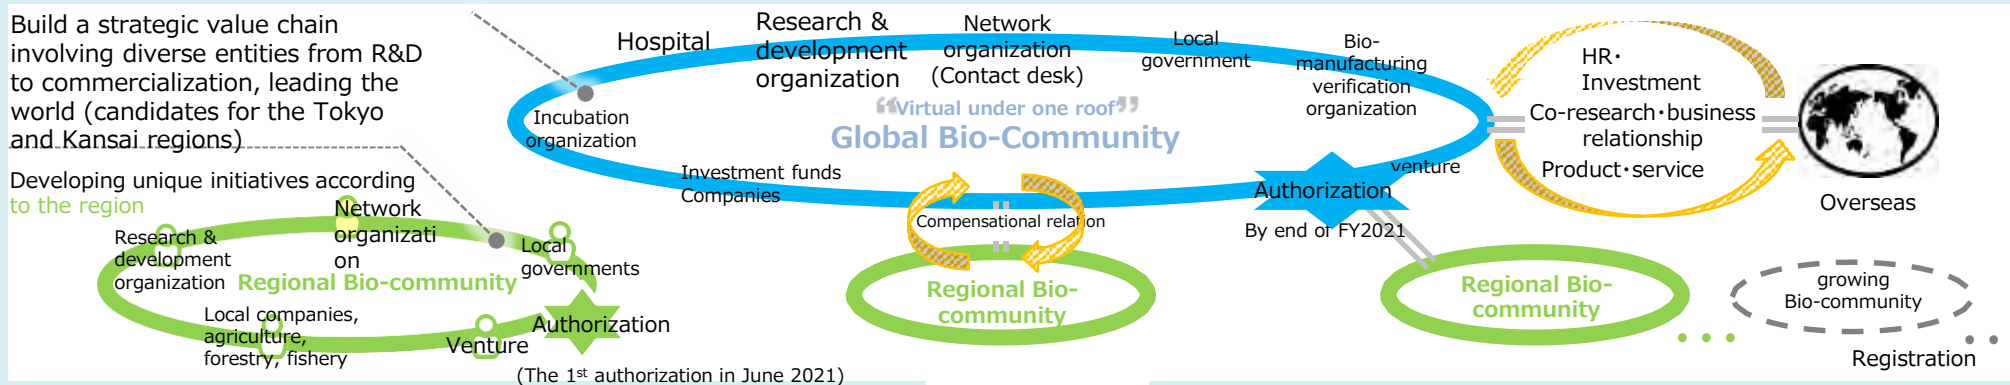 Build a strategic value chain
involving diverse entities from R&D
to commercialization, leading the
world (candidates for the Tokyo
and Kansai regions)
Developing unique initiatives according
to the region
Hospital
Research &
development
organization
Network
organization
(Contact desk)
Local
government
Bio-
manufacturing
verification
organization
Incubation
organization
“Virtual under one roof”
Global Bio-Community
Investment funds
Companies
venture
Authorization
By end of FY2021
HR・
Investment
Co-research・business
relationship
Product・service
Overseas
Research &
development
organization
Network
organizati
on
Local
governments
Regional Bio-community
Local companies,
agriculture,
forestry, fishery
Venture
Authorization
(The 1st authorization in June 2021)
Compensational relation
Regional Bio-
community
Regional Bio-
community
growing
Bio-community
Registration